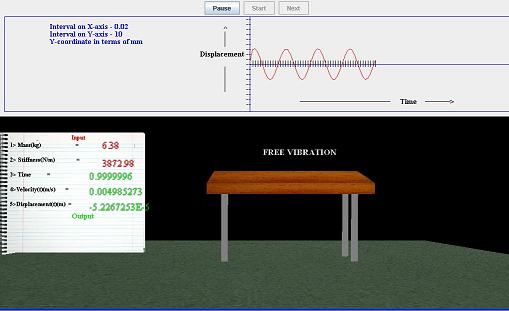 Pause Start Next
Interval on X-axis - 0.02
Interval on Y-axis - 10
Y-coordinate in terms of mm
Displacement
Time
Input
1> Mass(kg) = 638
2> Stiffness(N/m) = 387298
3> Time = 0.9999996
4>Velocity(t)(m/s) = 0.004985273
5>Displacement(t)(m) = -5.2267253E-5
Output
FREE VIBRATION